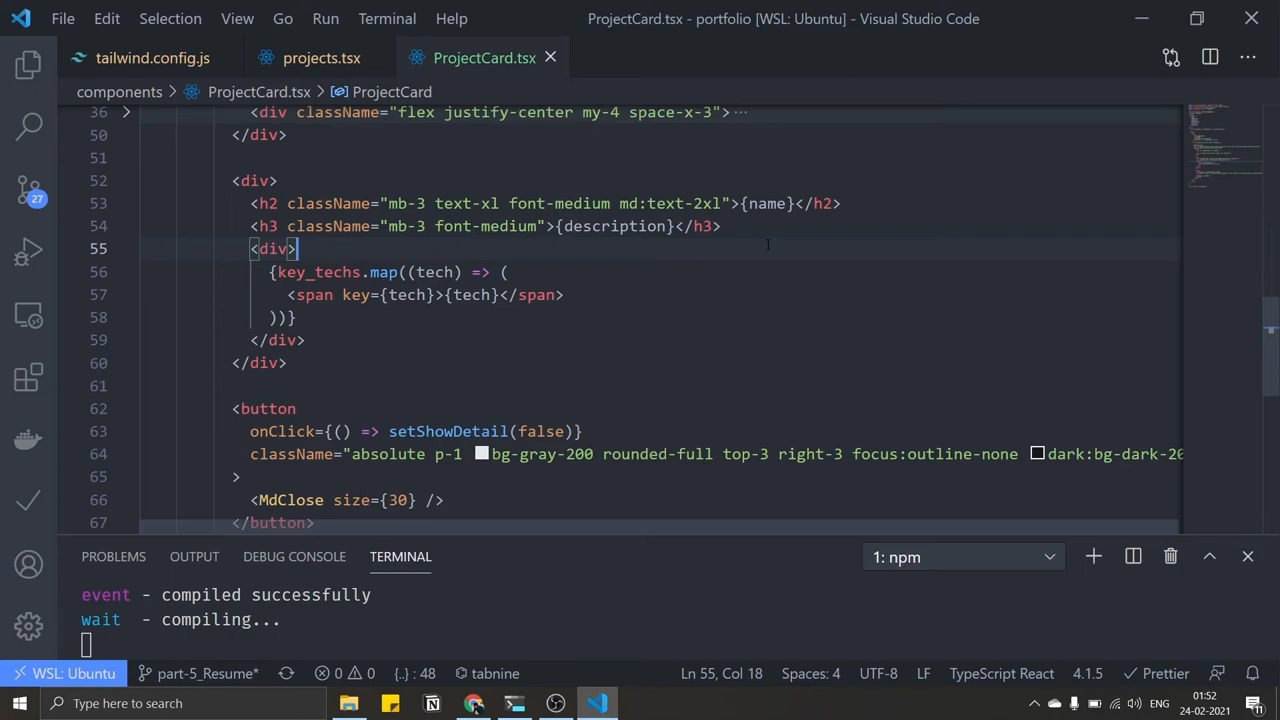 File Edit Selection View Go Run Terminal Help ProjectCard.tsx - portfolio [WSL: Ubuntu] - Visual Studio Code
tailwind.config.js projects.tsx ProjectCard.tsx
components > ProjectCard.tsx > ProjectCard
36 <div className="flex justify-center my-4 space-x-3">...
50 </div>
51
52 <div>
53 <h2 className="mb-3 text-xl font-medium md:text-2xl">{name}</h2>
54 <h3 className="mb-3 font-medium">{description}</h3>
55 <div>
56 {key_techs.map((tech) => (
57 <span key={tech}>{tech}</span>
58 ))}
59 </div>
60 </div>
61
62 <button
63 onClick={() => setShowDetail(false)}
64 className="absolute p-1 bg-gray-200 rounded-full top-3 right-3 focus:outline-none dark:bg-dark-20
65 >
66 <MdClose size={30} />
67 </button>
27
PROBLEMS OUTPUT DEBUG CONSOLE TERMINAL 1: npm
event - compiled successfully
wait - compiling...
WSL: Ubuntu part-5_Resume* 0 0 {..} : 48 tabnine Ln 55, Col 18 Spaces: 4 UTF-8 LF TypeScript React 4.1.5 Prettier
Type here to search 01:52
24-02-2021 11